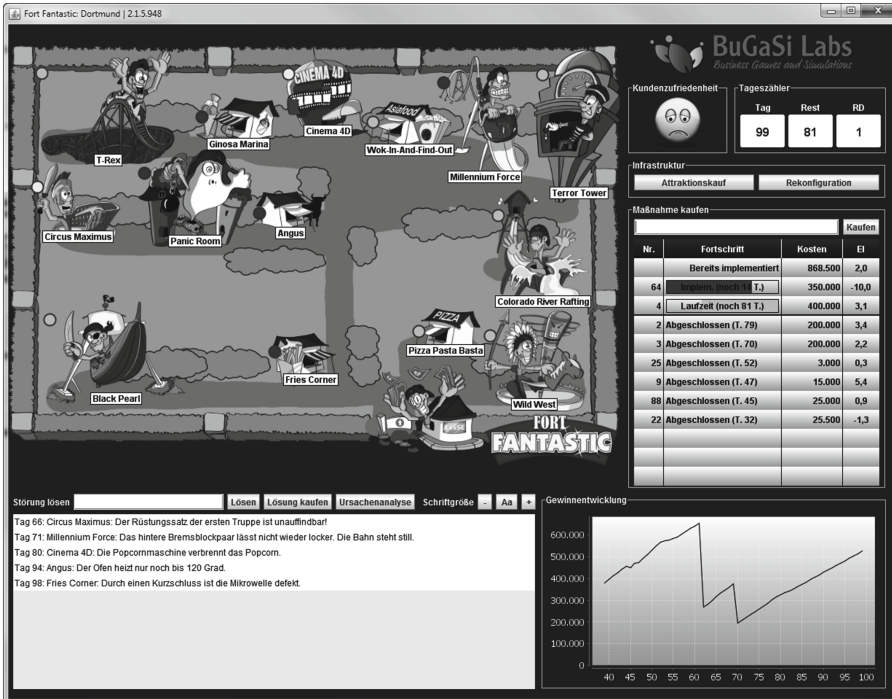 Fort Fantastic: Dortmund | 2.1.5.948
BuGaSi Labs
Business Games and Simulations
Kundenzufriedenheit
Tageszähler
Tag Rest RD
99 81 1
Infrastruktur
Attraktionskauf Rekonfiguration
Maßnahme kaufen
Kaufen
Nr. Fortschritt Kosten EI
Bereits implementiert 868.500 2,0
64 Implem. (noch 14 T.) 350.000 -10,0
4 Laufzeit (noch 81 T.) 400.000 3,1
2 Abgeschlossen (T. 79) 200.000 3,4
3 Abgeschlossen (T. 70) 200.000 2,2
25 Abgeschlossen (T. 52) 3.000 0,3
9 Abgeschlossen (T. 47) 15.000 5,4
88 Abgeschlossen (T. 45) 25.000 0,9
22 Abgeschlossen (T. 32) 25.500 -1,3
CINEMA 4D
Asiafood
T-Rex
Ginosa Marina
Cinema 4D
Wok-In-And-Find-Out
Millennium Force
Terror Tower
Circus Maximus
Panic Room
Angus
Colorado River Rafting
PIZZA
Pizza Pasta Basta
Fries Corner
Black Pearl
Wild West
KASSE
FORT
FANTASTIC
Störung lösen Lösen Lösung kaufen Ursachenanalyse Schriftgröße - Aa +
Tag 66: Circus Maximus: Der Rüstungssatz der ersten Truppe ist unauffindbar!
Tag 71: Millennium Force: Das hintere Bremsblockpaar lässt nicht wieder locker. Die Bahn steht still.
Tag 80: Cinema 4D: Die Popcornmaschine verbrennt das Popcorn.
Tag 94: Angus: Der Ofen heizt nur noch bis 120 Grad.
Tag 98: Fries Corner: Durch einen Kurzschluss ist die Mikrowelle defekt.
Gewinnentwicklung
600.000
500.000
400.000
300.000
200.000
100.000
0
40 45 50 55 60 65 70 75 80 85 90 95 100